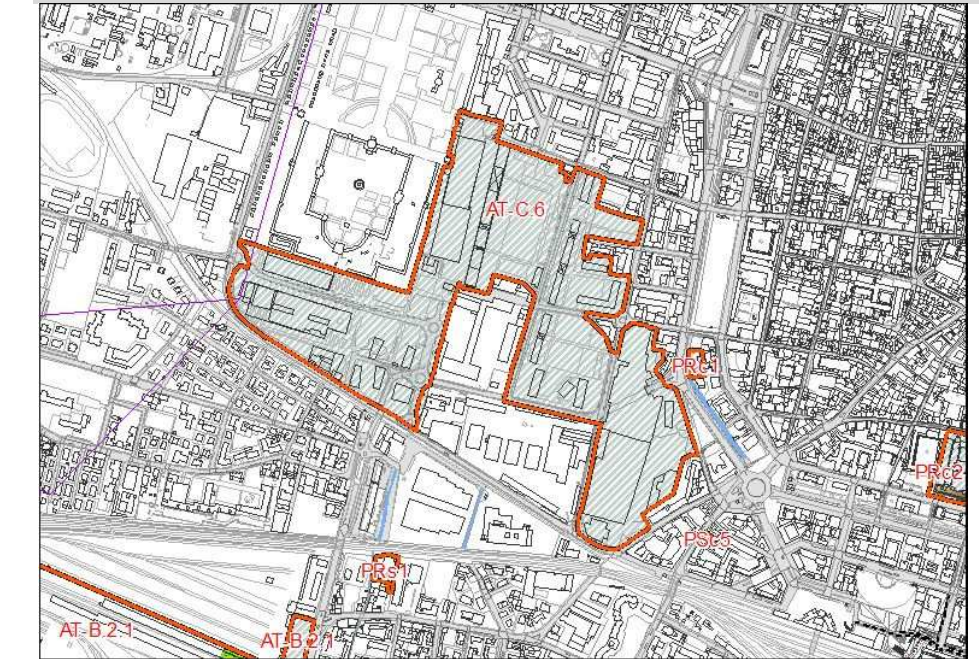 AT-C.6
PRc1
PRc2
PSc5
PRs1
AT-B.2.1
AT-B.2.1